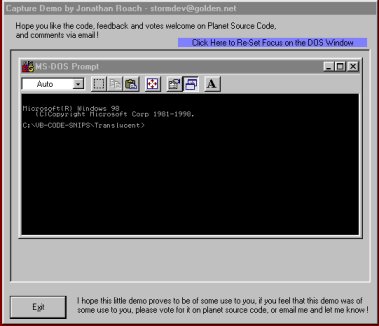 Capture Demo by Jonathan Roach - stormdev@golden.net
Hope you like the code, feedback and votes welcome on Planet Source Code,
and comments via email !
Click Here to Re-Set Focus on the DOS Window
MS-DOS Prompt
Auto
A
Microsoft(R) Windows 98
(C)Copyright Microsoft Corp 1981-1998.
C:\VB-CODE-SNIPS\Translucent>
Exit
I hope this little demo proves to be of some use to you, if you feel that this demo was of
some use to you, please vote for it on planet source code, or email me and let me know !